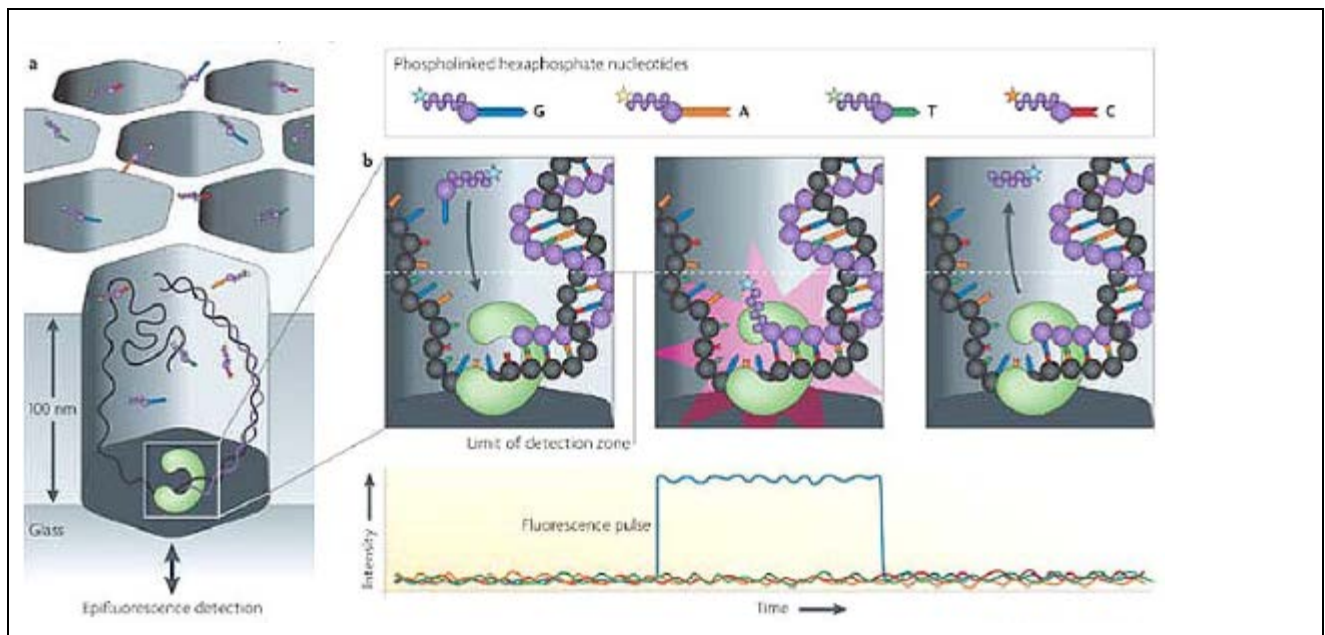 a
Phospholinked hexaphosphate nucleotides
G
A
T
C
b
100 nm
Glass
Epifluorescence detection
Limit of detection zone
Fluorescence pulse
Intensity
Time